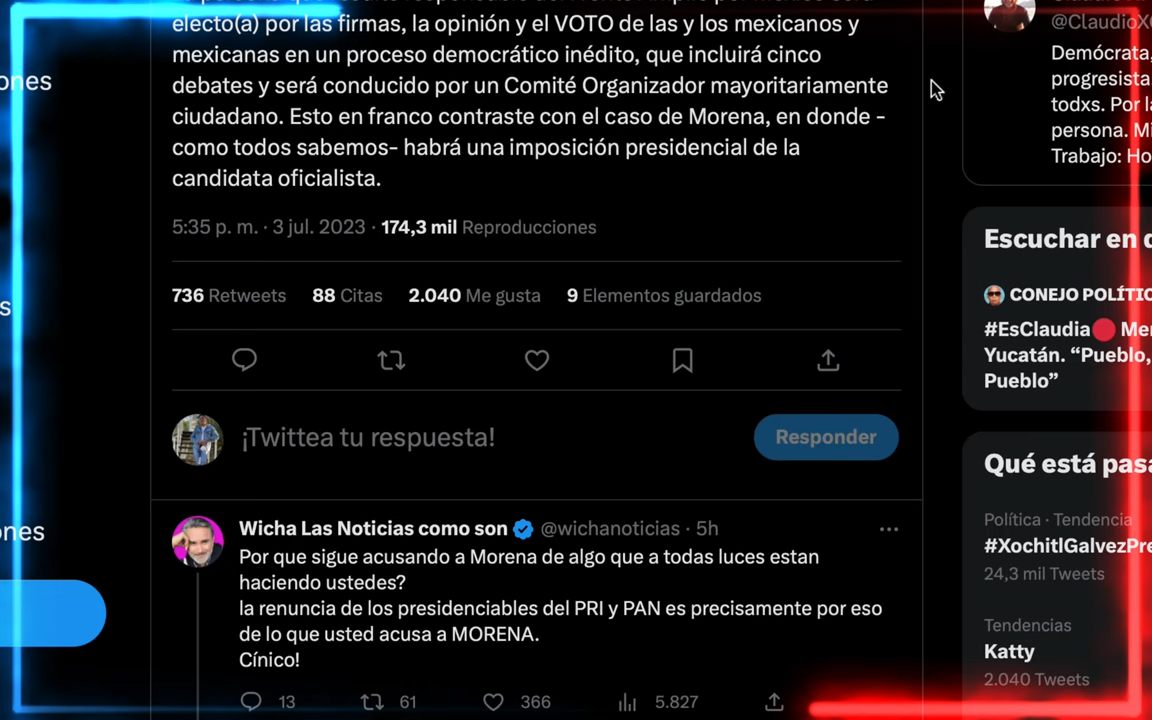 electo(a) por las firmas, la opinión y el VOTO de las y los mexicanos y
mexicanas en un proceso democrático inédito, que incluirá cinco
debates y será conducido por un Comité Organizador mayoritariamente
ciudadano. Esto en franco contraste con el caso de Morena, en donde -
como todos sabemos- habrá una imposición presidencial de la
candidata oficialista.
5:35 p. m. · 3 jul. 2023 · 174,3 mil Reproducciones
736 Retweets 88 Citas 2.040 Me gusta 9 Elementos guardados
¡Twittea tu respuesta!
Responder
Wicha Las Noticias como son @wichanoticias · 5h
Por que sigue acusando a Morena de algo que a todas luces estan
haciendo ustedes?
la renuncia de los presidenciables del PRI y PAN es precisamente por eso
de lo que usted acusa a MORENA.
Cínico!
13 61 366 5.827
@ClaudioX
Demócrata,
progresista
todxs. Por l
persona. M
Trabajo: Ho
Escuchar en d
CONEJO POLÍTIC
#EsClaudia🔴 Me
Yucatán. “Pueblo,
Pueblo”
Qué está pasa
Política · Tendencia
#XochitlGalvezPre
24,3 mil Tweets
Tendencias
Katty
2.040 Tweets